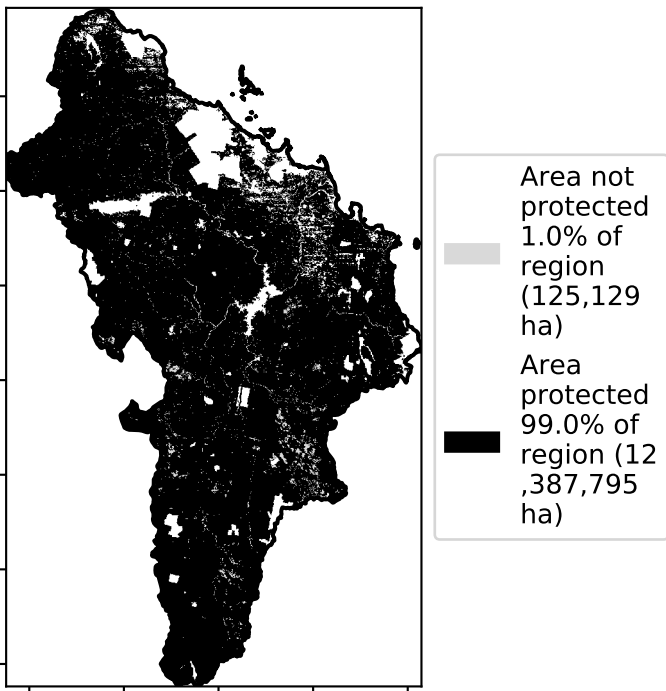 Area not
protected
1.0% of
region
(125,129
ha)
Area
protected
99.0% of
region (12
,387,795
ha)